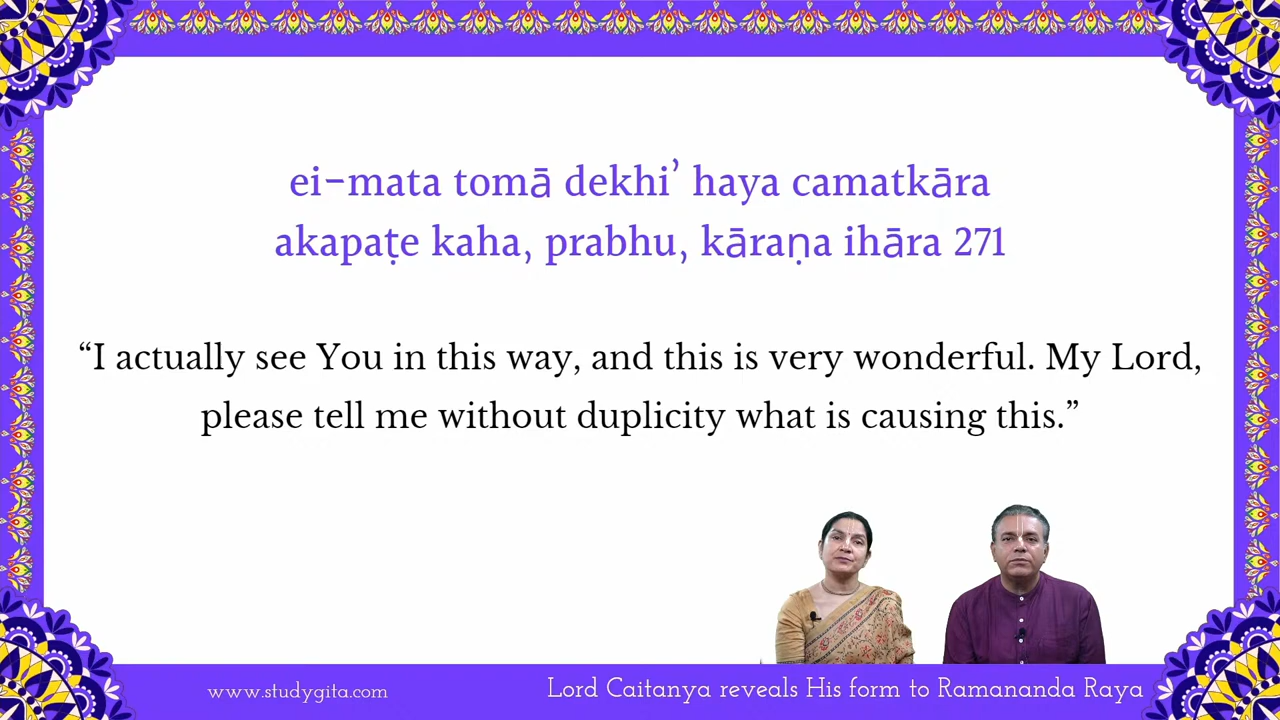 ei-mata tomā dekhi’ haya camatkāra
akapaṭe kaha, prabhu, kāraṇa ihāra 271
“I actually see You in this way, and this is very wonderful. My Lord,
please tell me without duplicity what is causing this.”
www.studygita.com
Lord Caitanya reveals His form to Ramananda Raya